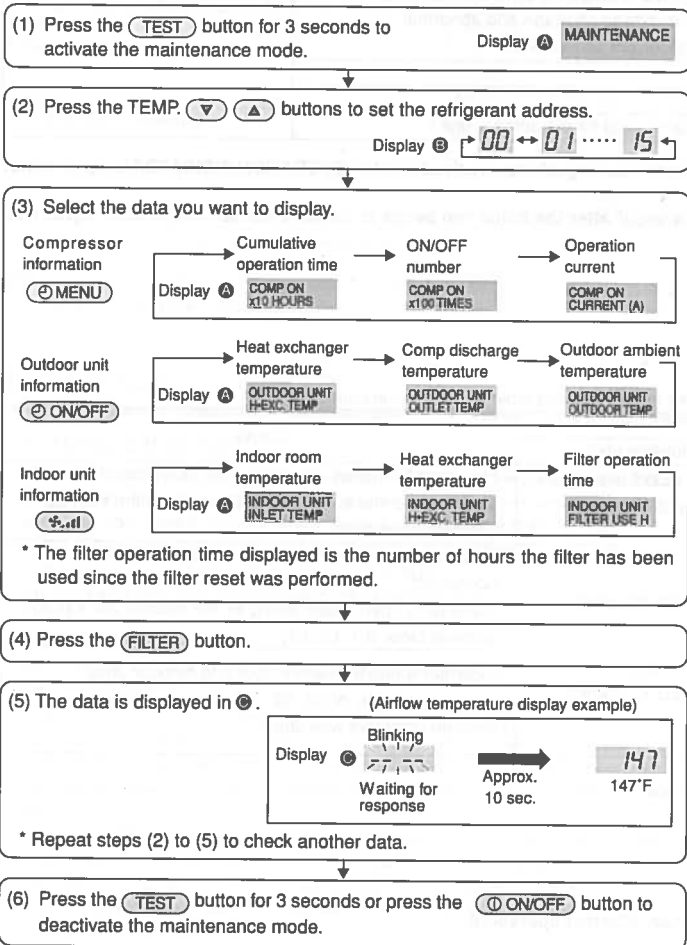 (1) Press the TEST button for 3 seconds to
activate the maintenance mode.
Display A MAINTENANCE
(2) Press the TEMP. ▼ ▲ buttons to set the refrigerant address.
Display B 00 ↔ 01 ····· 15
(3) Select the data you want to display.
Compressor
information
MENU
Cumulative
operation time
ON/OFF
number
Operation
current
Display A
COMP ON
x10 HOURS
COMP ON
x100 TIMES
COMP ON
CURRENT (A)
Outdoor unit
information
ON/OFF
Heat exchanger
temperature
Comp discharge
temperature
Outdoor ambient
temperature
Display A
OUTDOOR UNIT
H-EXC. TEMP
OUTDOOR UNIT
OUTLET TEMP
OUTDOOR UNIT
OUTDOOR TEMP
Indoor unit
information
Indoor room
temperature
Heat exchanger
temperature
Filter operation
time
Display A
INDOOR UNIT
INLET TEMP
INDOOR UNIT
H-EXC. TEMP
INDOOR UNIT
FILTER USE H
* The filter operation time displayed is the number of hours the filter has been
used since the filter reset was performed.
(4) Press the FILTER button.
(5) The data is displayed in C.
(Airflow temperature display example)
Blinking
Display C -- --
Waiting for
response
Approx.
10 sec.
147
147°F
* Repeat steps (2) to (5) to check another data.
(6) Press the TEST button for 3 seconds or press the ON/OFF button to
deactivate the maintenance mode.